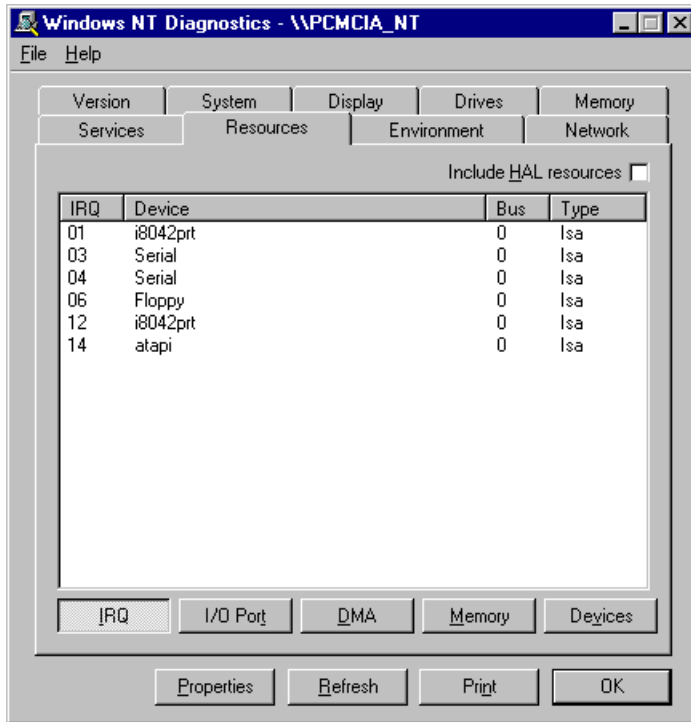 Windows NT Diagnostics - \\PCMCIA_NT
File Help
Version System Display Drives Memory
Services Resources Environment Network
Include HAL resources
IRQ Device Bus Type
01 i8042prt 0 Isa
03 Serial 0 Isa
04 Serial 0 Isa
06 Floppy 0 Isa
12 i8042prt 0 Isa
14 atapi 0 Isa
IRQ I/O Port DMA Memory Devices
Properties Refresh Print OK